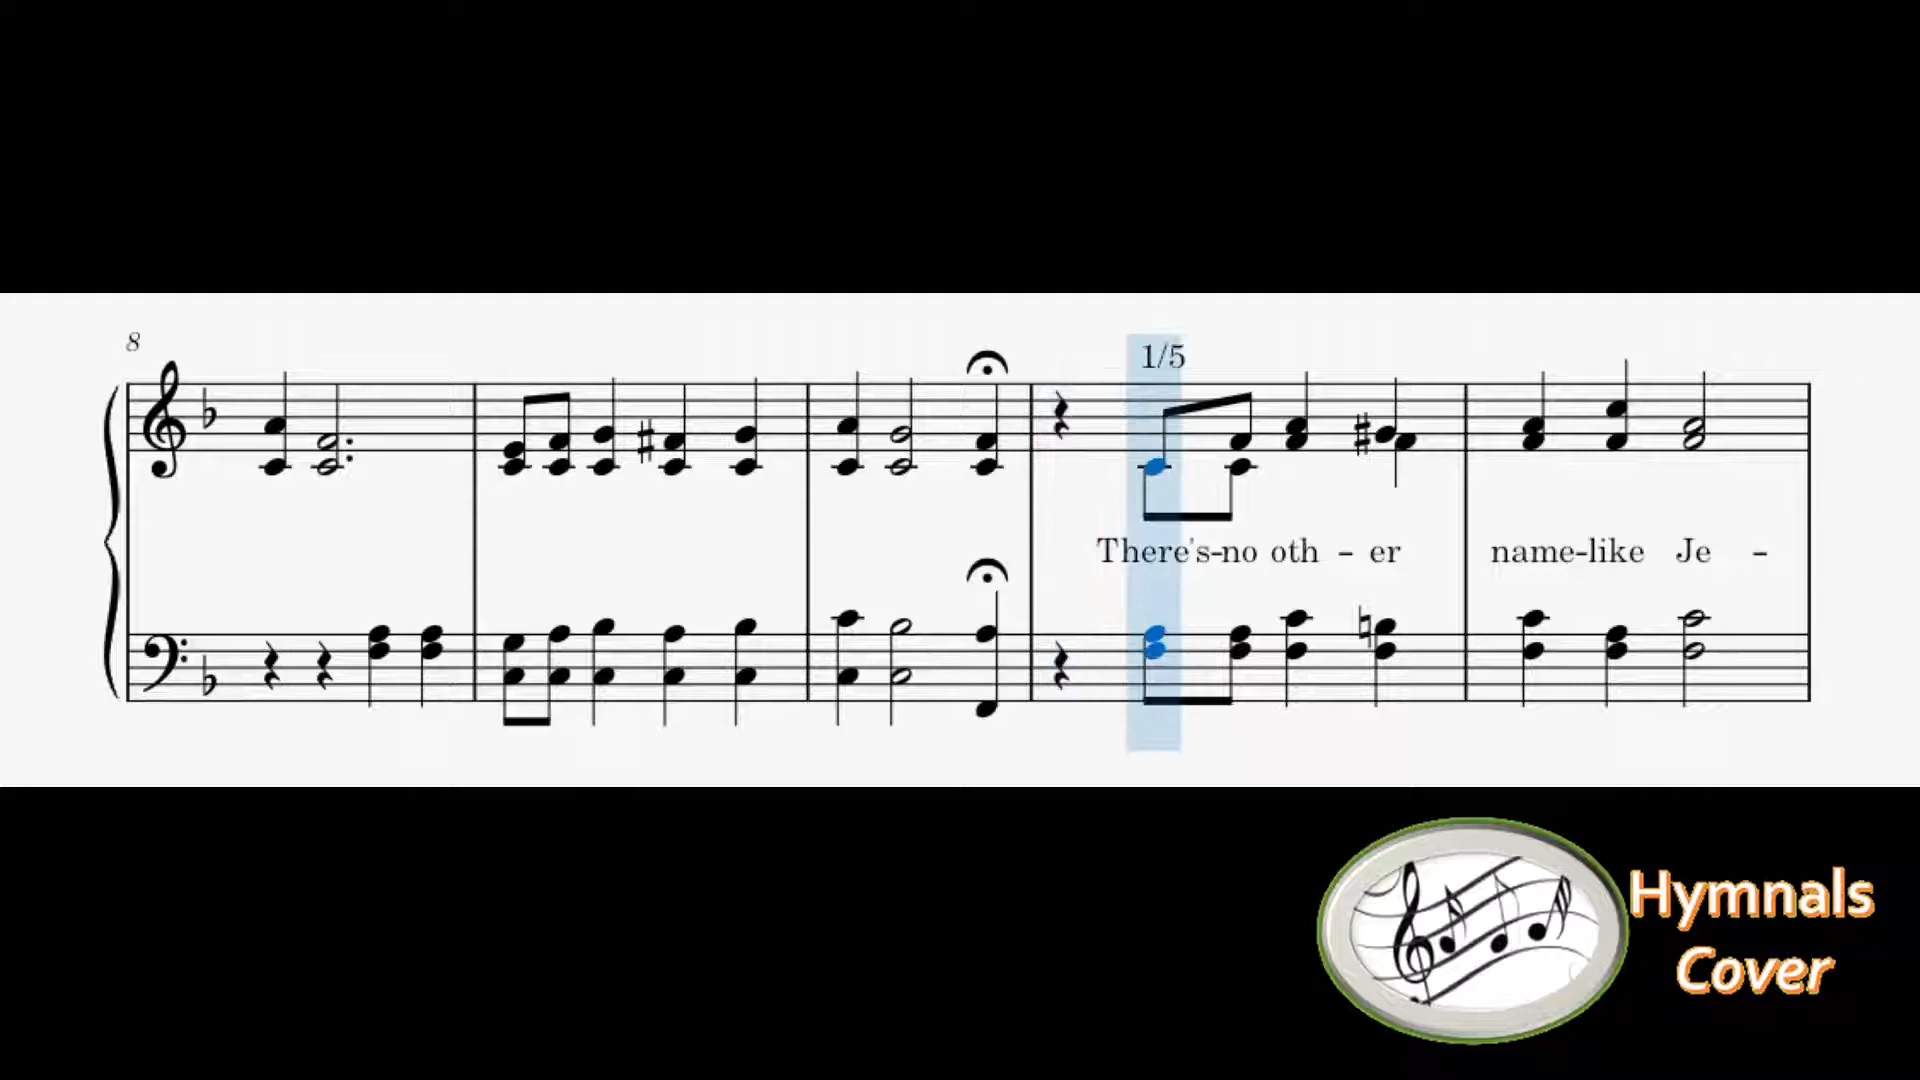 8
1/5
There's-no oth - er name-like Je -
Hymnals
Cover